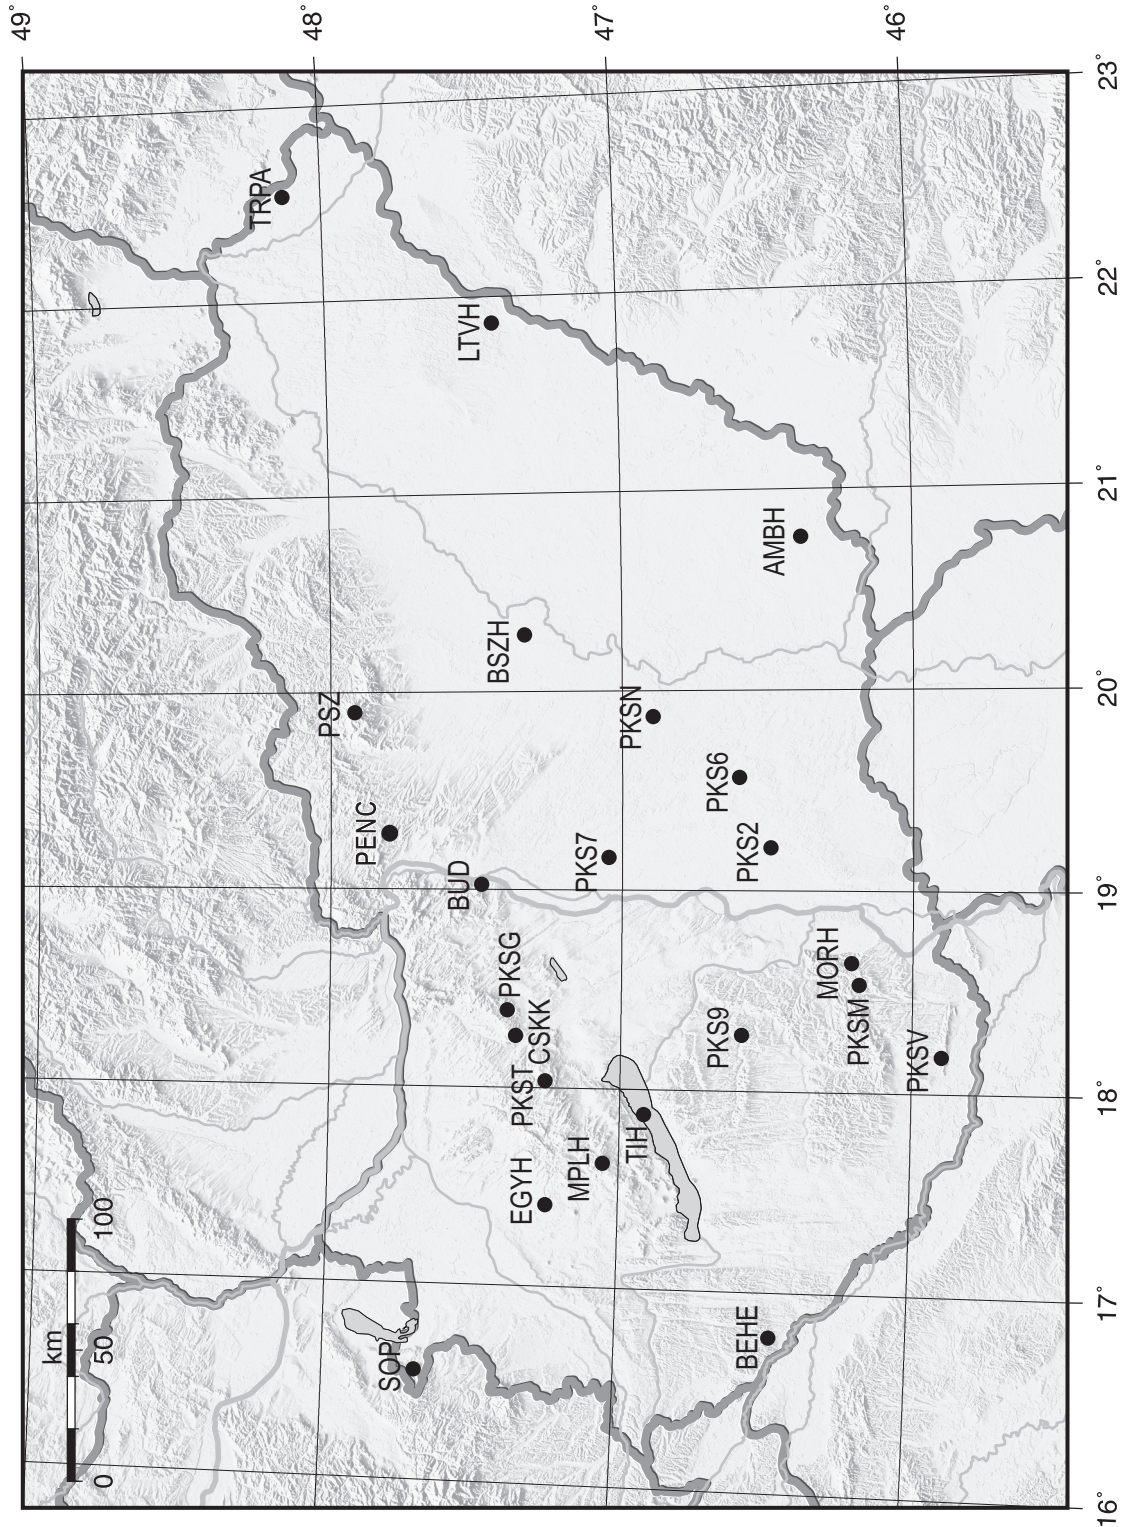 49°
48°
47°
46°
23°
22°
21°
20°
19°
18°
17°
16°
km
0
50
100
TRPA
LTVH
AMBH
BSZH
PSZ
PKSN
PENC
PKS6
BUD
PKS7
PKS2
PKSG
CSKK
PKST
MORH
PKSM
PKS9
PKSV
TIH
MPLH
EGYH
SOP
BEHE